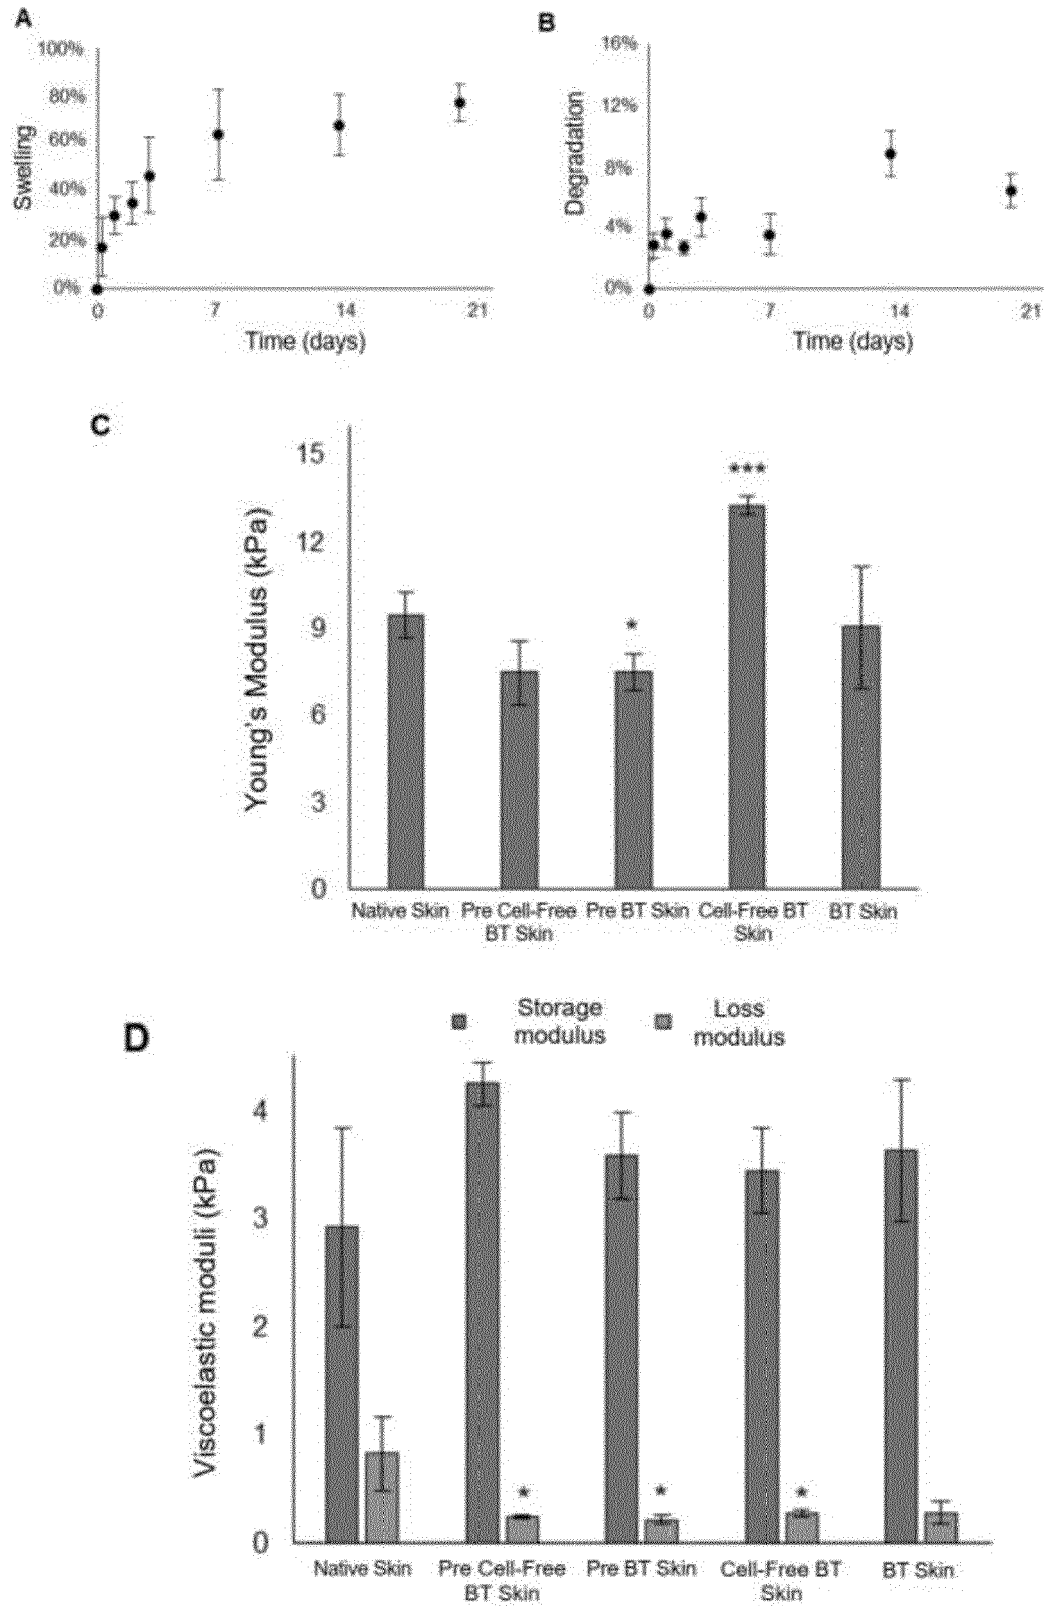 A
100%
80%
60%
40%
20%
0%
Swelling
0 7 14 21
Time (days)
B
16%
12%
8%
4%
0%
Degradation
0 7 14 21
Time (days)
C
15
12
9
6
3
0
Young's Modulus (kPa)
*
***
Native Skin Pre Cell-Free BT Skin Pre BT Skin Cell-Free BT Skin BT Skin
D
Storage modulus
Loss modulus
4
3
2
1
0
Viscoelastic moduli (kPa)
* * *
Native Skin Pre Cell-Free BT Skin Pre BT Skin Cell-Free BT Skin BT Skin